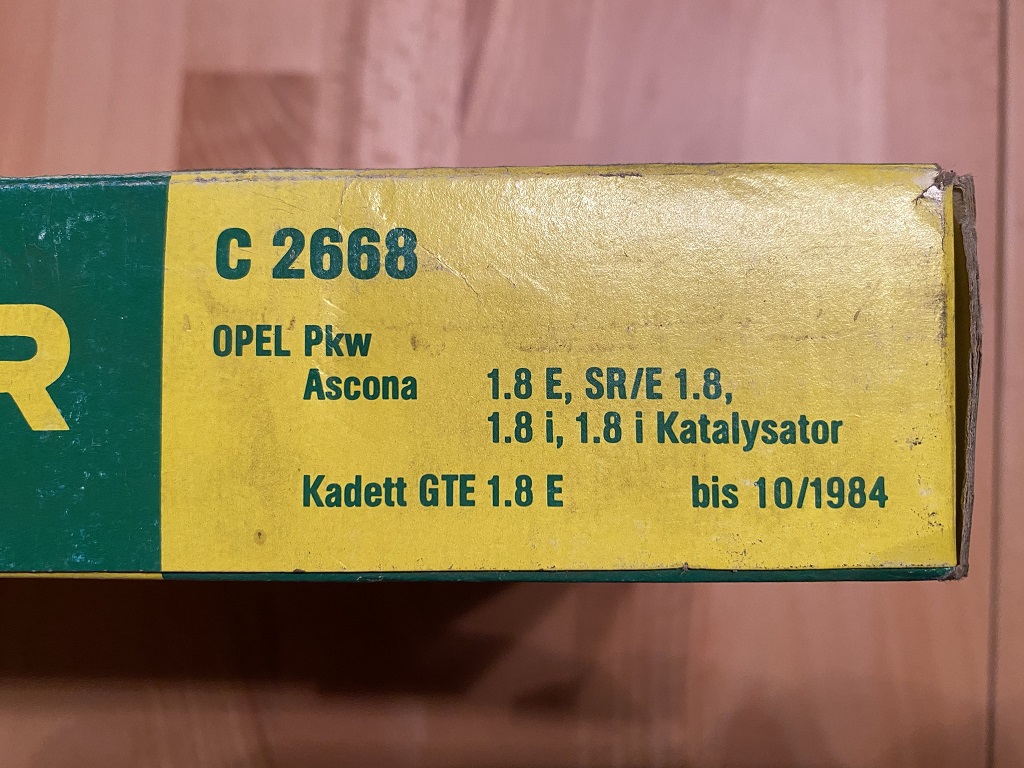 C 2668
OPEL Pkw
Ascona 1.8 E, SR/E 1.8,
1.8 i, 1.8 i Katalysator
Kadett GTE 1.8 E bis 10/1984
R